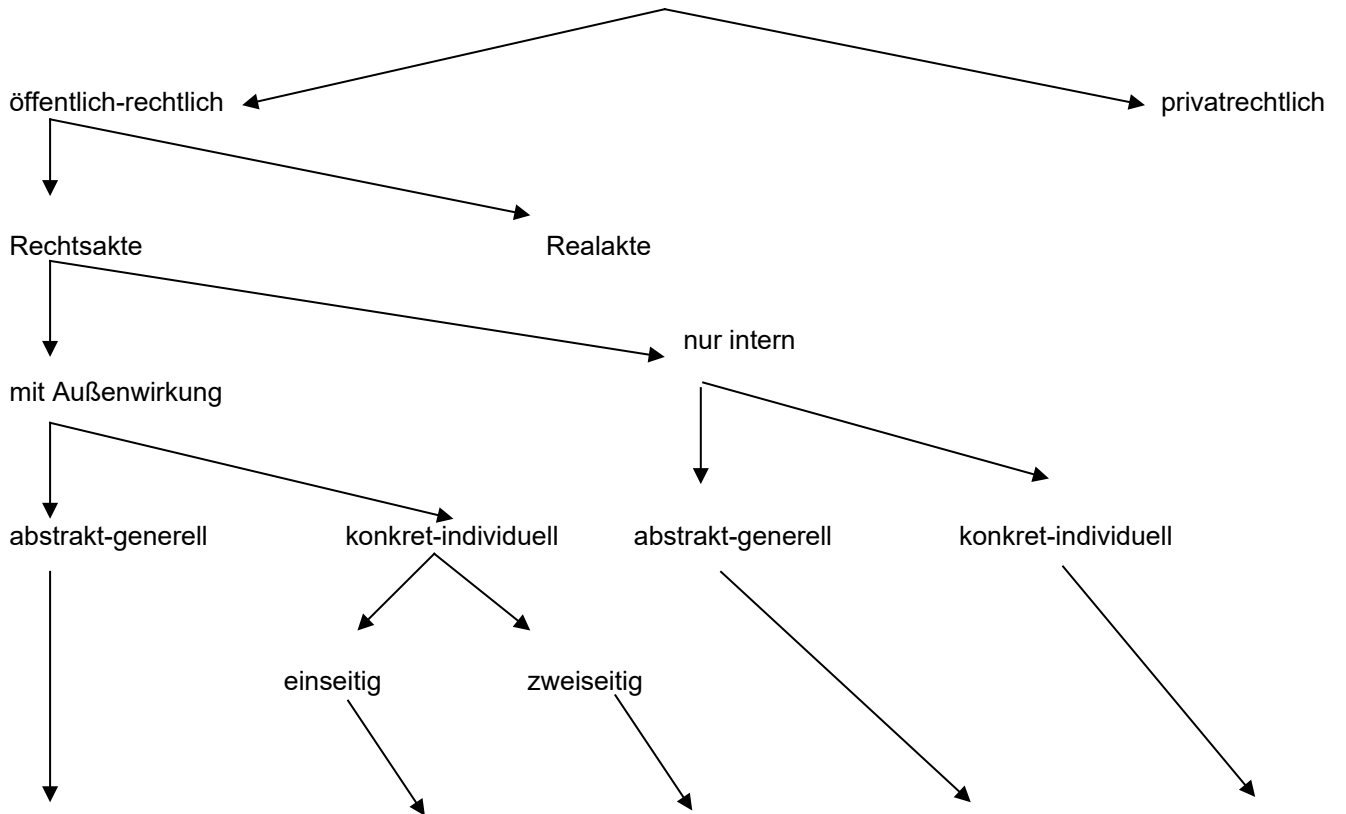 öffentlich-rechtlich privatrechtlich
Rechtsakte Realakte
nur intern
mit Außenwirkung
abstrakt-generell konkret-individuell abstrakt-generell konkret-individuell
einseitig zweiseitig